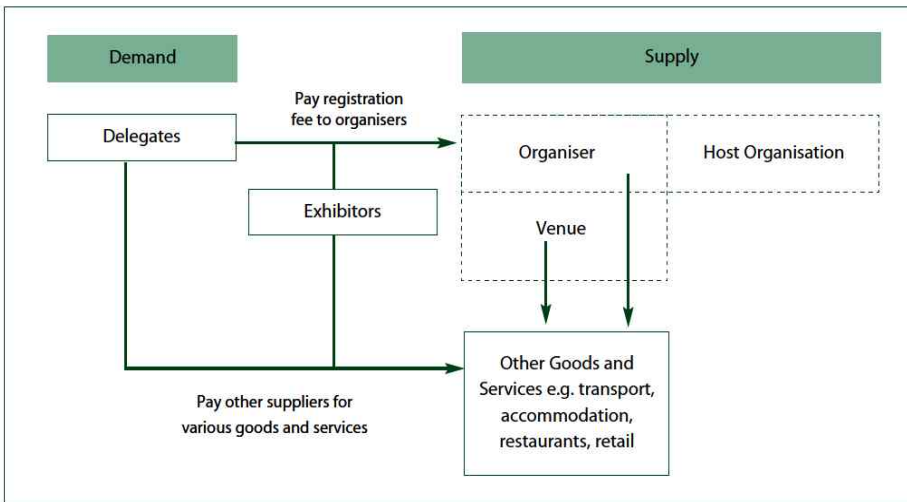 Demand
Supply
Pay registration
fee to organisers
Delegates
Organiser
Host Organisation
Exhibitors
Venue
Other Goods and
Services e.g. transport,
accommodation,
restaurants, retail
Pay other suppliers for
various goods and services